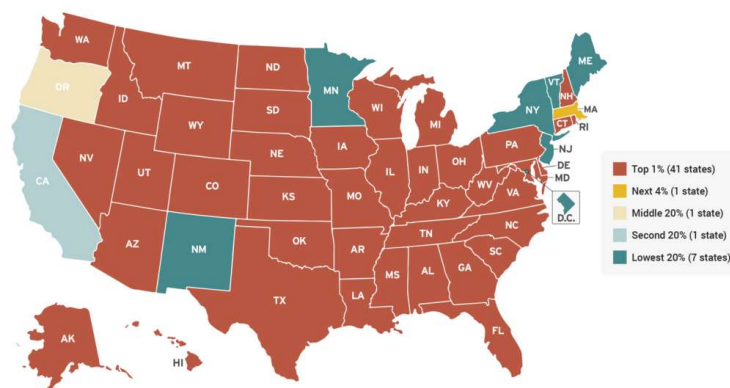 WA
MT
ND
MN
ME
VT
NH
OR
ID
SD
WI
NY
MA
WY
MI
CT
RI
IA
PA
NJ
NE
NV
OH
DE
IL
IN
MD
UT
CA
CO
WV
VA
KS
MO
KY
D.C.
NC
TN
OK
AZ
NM
AR
SC
MS
AL
GA
TX
LA
FL
AK
HI
Top 1% (41 states)
Next 4% (1 state)
Middle 20% (1 state)
Second 20% (1 state)
Lowest 20% (7 states)